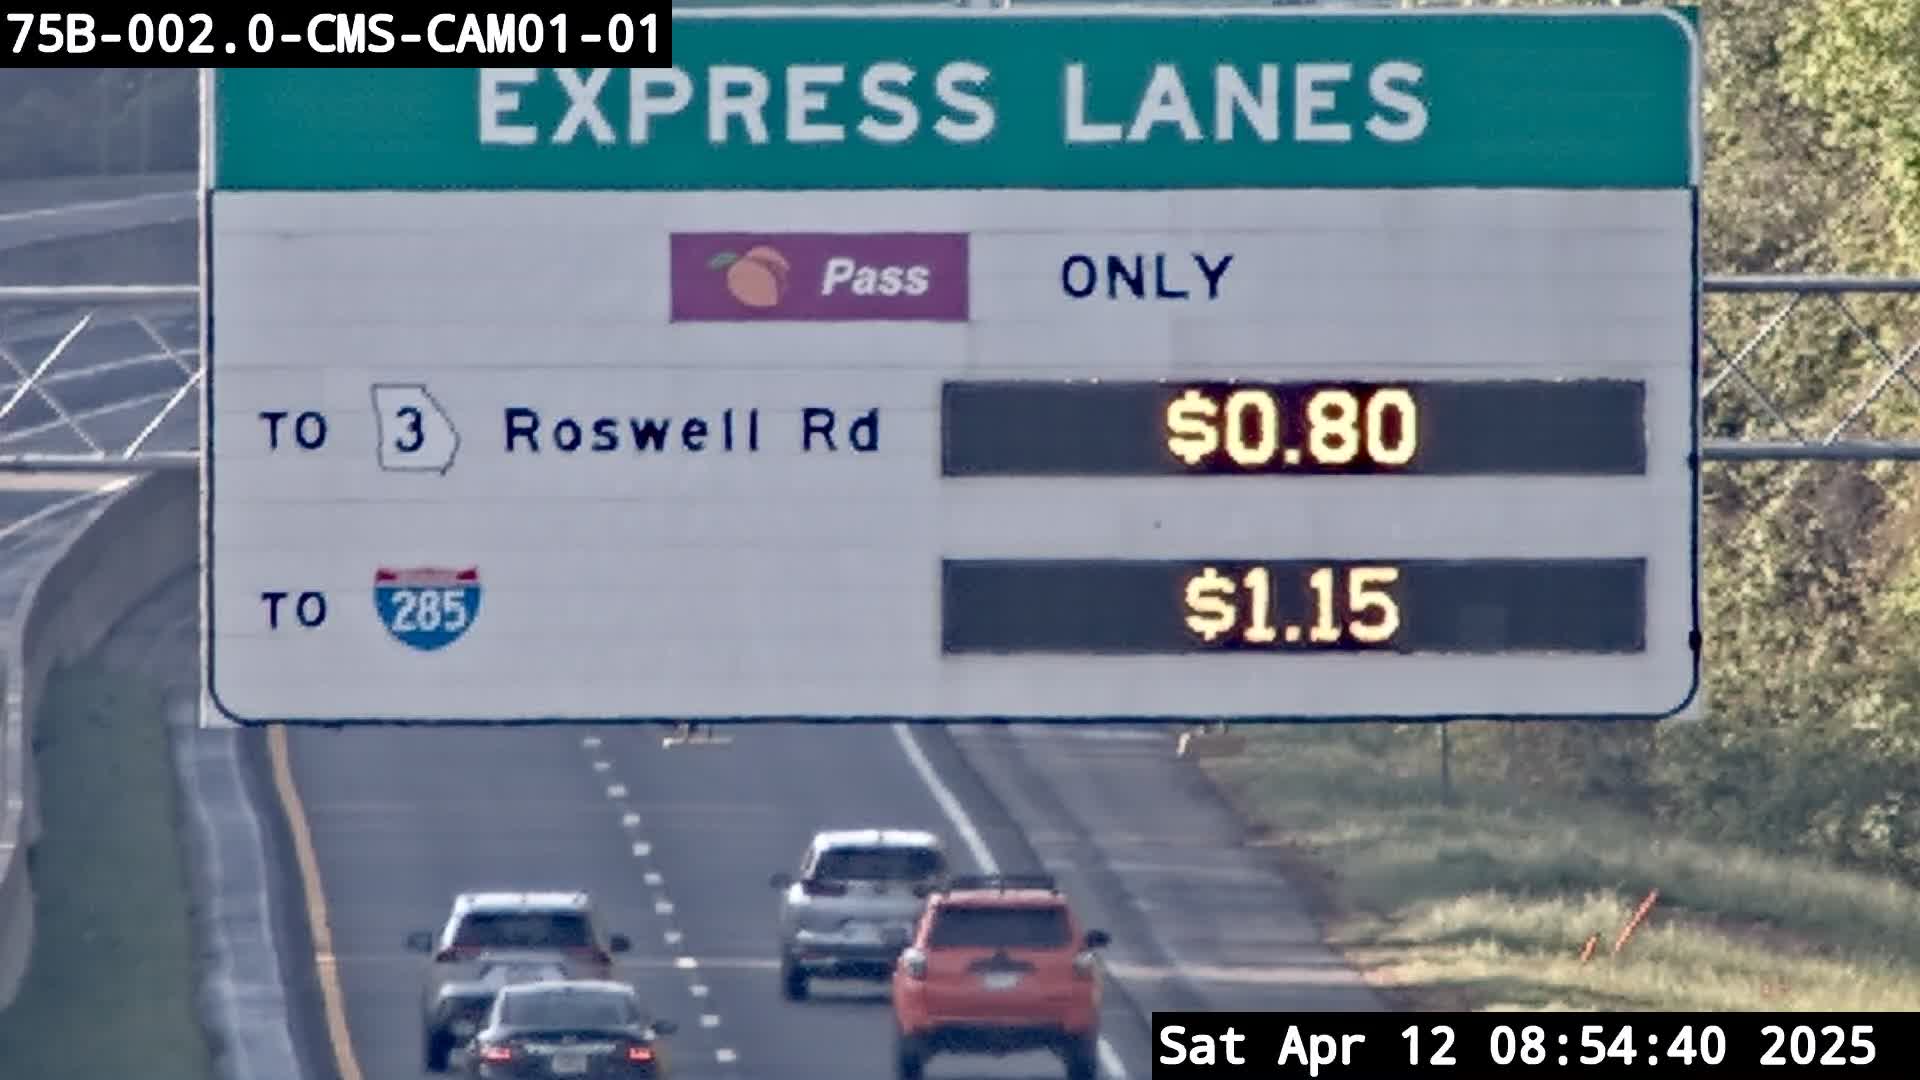 75B-002.0-CMS-CAM01-01
EXPRESS LANES
Pass ONLY
TO 3 Roswell Rd $0.80
TO 285 $1.15
Sat Apr 12 08:54:40 2025